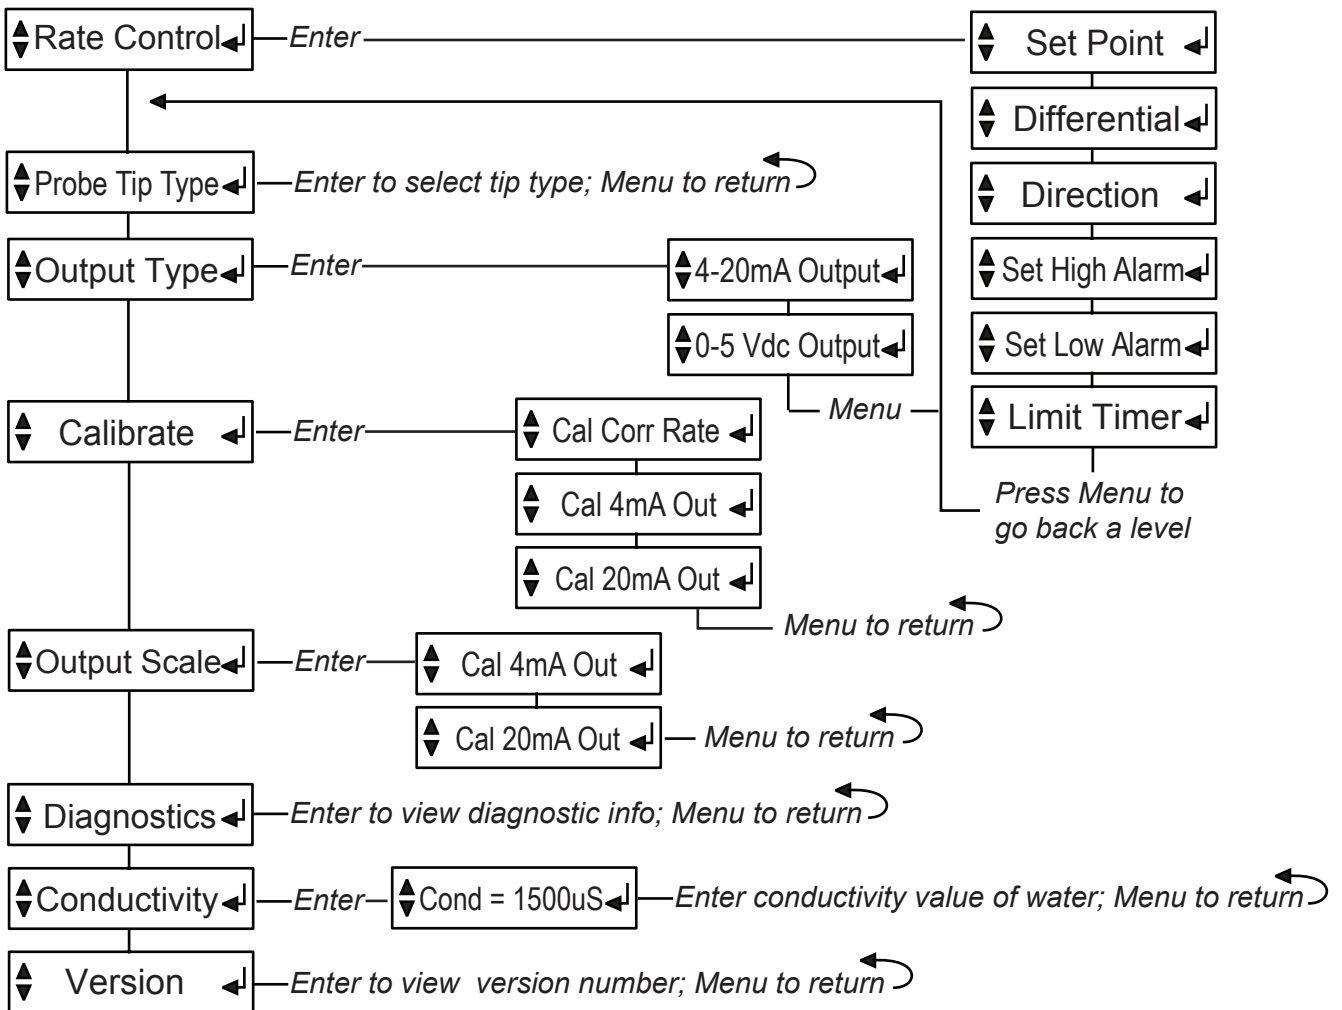 Rate Control
Enter
Set Point
Differential
Probe Tip Type
Enter to select tip type; Menu to return
Direction
Output Type
Enter
4-20mA Output
Set High Alarm
0-5 Vdc Output
Set Low Alarm
Menu
Limit Timer
Calibrate
Enter
Cal Corr Rate
Press Menu to
go back a level
Cal 4mA Out
Cal 20mA Out
Menu to return
Output Scale
Enter
Cal 4mA Out
Cal 20mA Out
Menu to return
Diagnostics
Enter to view diagnostic info; Menu to return
Conductivity
Enter
Cond = 1500uS
Enter conductivity value of water; Menu to return
Version
Enter to view version number; Menu to return